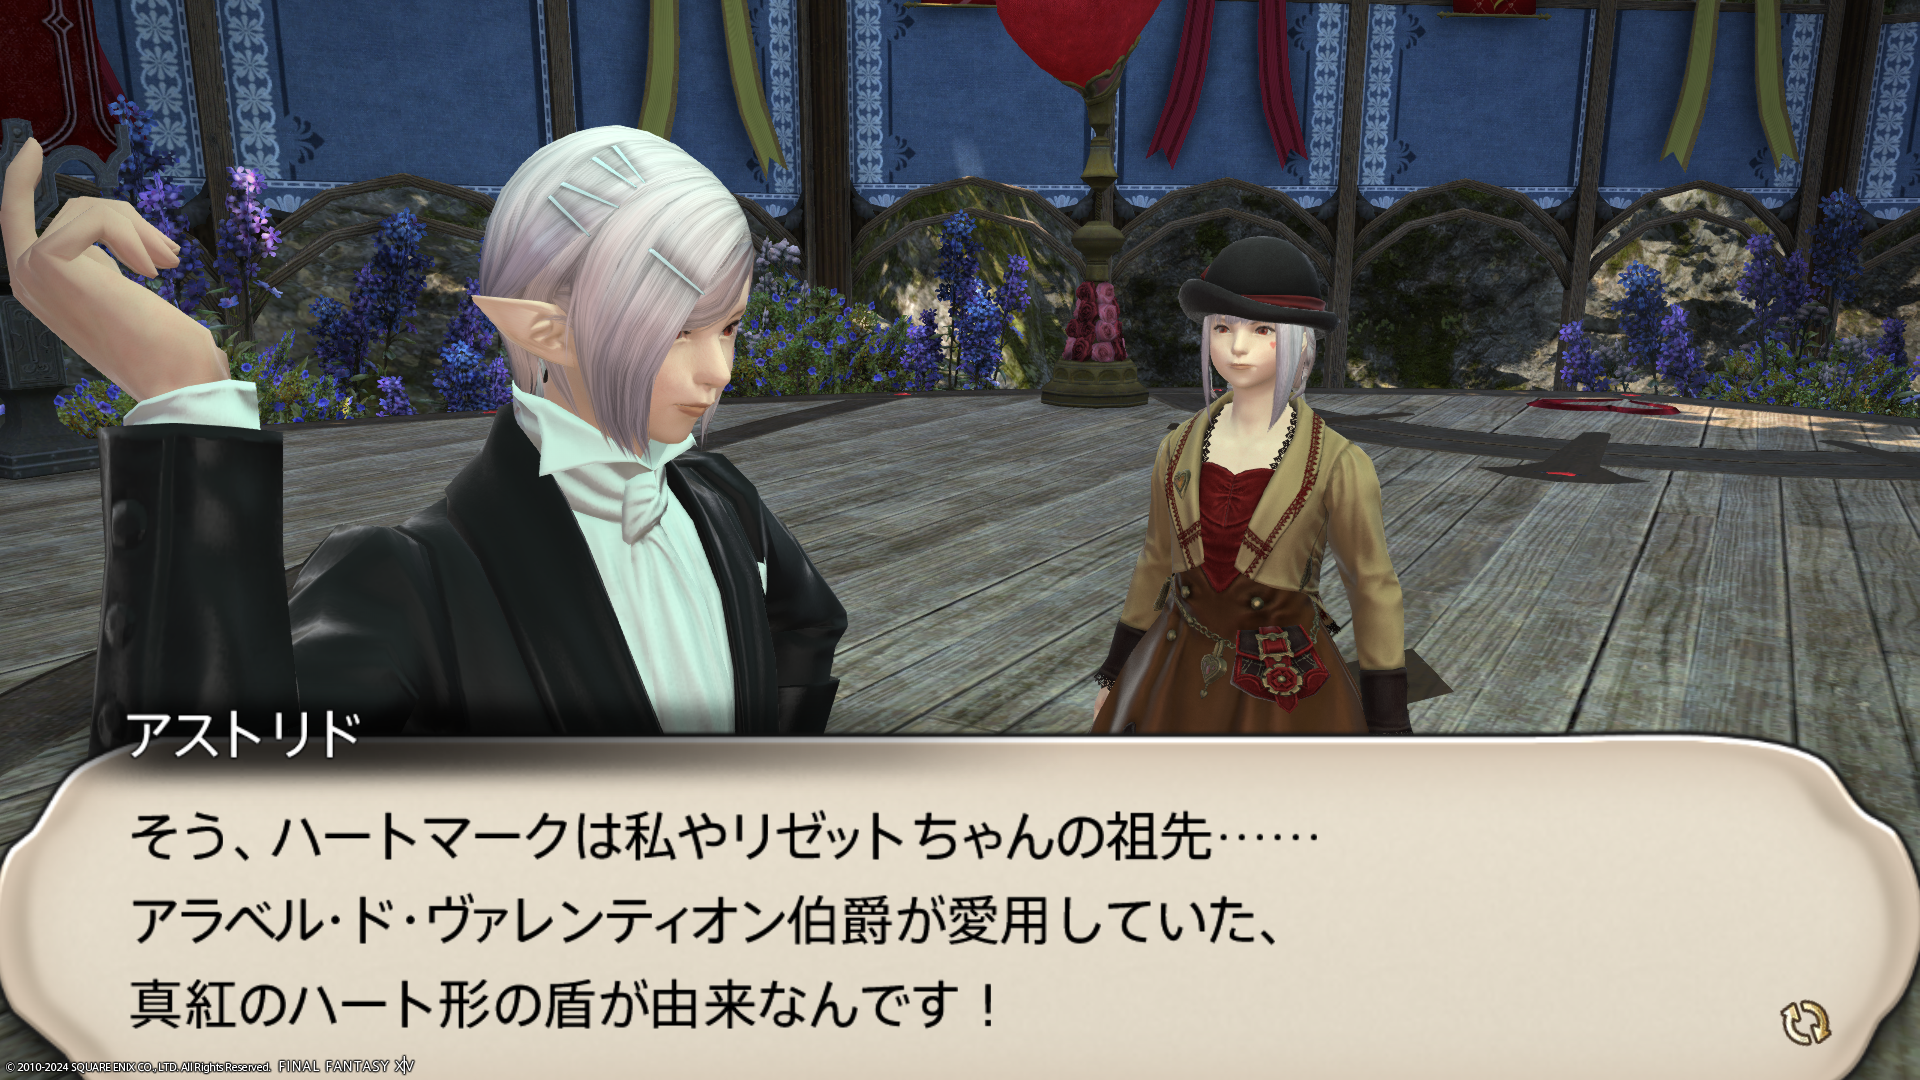 アストリド
そう、ハートマークは私やリゼットちゃんの祖先……
アラベル・ド・ヴァレンティオン伯爵が愛用していた、
真紅のハート形の盾が由来なんです！
© 2010-2024 SQUARE ENIX CO., LTD. All Rights Reserved. FINAL FANTASY XIV